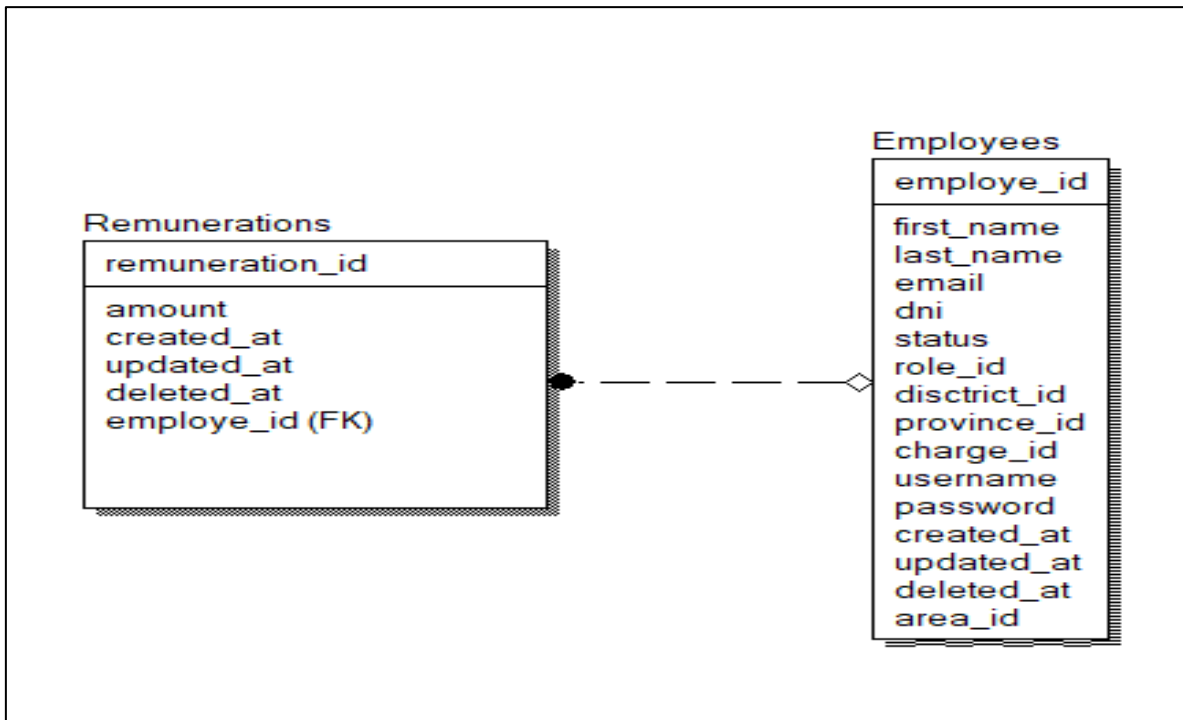 Remunerations
remuneration_id
amount
created_at
updated_at
deleted_at
employe_id (FK)
Employees
employe_id
first_name
last_name
email
dni
status
role_id
disctrict_id
province_id
charge_id
username
password
created_at
updated_at
deleted_at
area_id